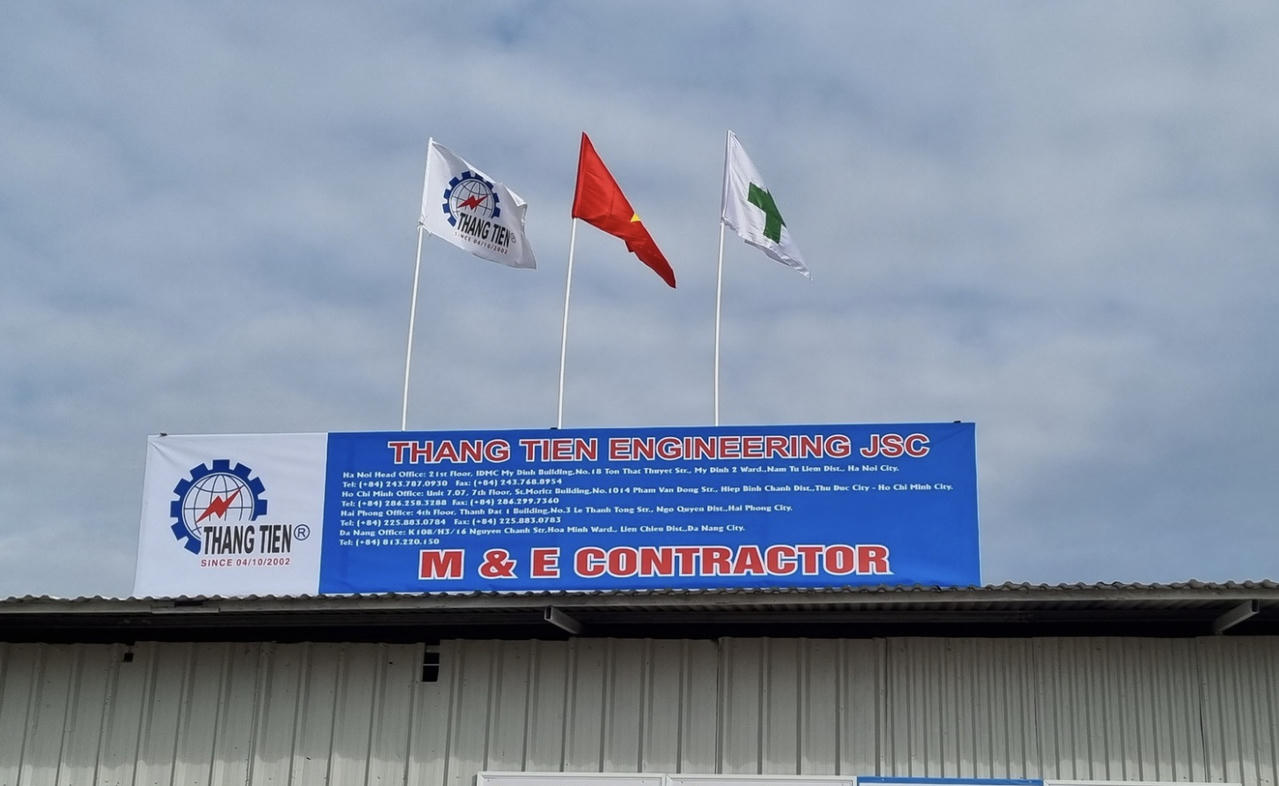 THANG TIEN ®
SINCE 04/10/2002
THANG TIEN ENGINEERING JSC
Ha Noi Head Office: 21st Floor, IDMC My Dinh Building,No.18 Ton That Thuyet Str., My Dinh 2 Ward.,Nam Tu Liem Dist., Ha Noi City.
Tel: (+84) 243.787.0930 Fax: (+84) 243.768.8954
Ho Chi Minh Office: Unit 7.07, 7th Floor, St.Moritz Building,No.1014 Pham Van Dong Str., Hiep Binh Chanh Dist.,Thu Duc City - Ho Chi Minh City.
Tel: (+84) 286.258.3288 Fax: (+84) 286.299.7360
Hai Phong Office: 4th Floor, Thanh Dat 1 Building,No.3 Le Thanh Tong Str., Ngo Quyen Dist.,Hai Phong City.
Tel: (+84) 225.883.0784 Fax: (+84) 225.883.0783
Da Nang Office: K108/H3/16 Nguyen Chanh Str,Hoa Minh Ward., Lien Chieu Dist.,Da Nang City.
Tel: (+84) 813.220.150
M & E CONTRACTOR
THANG TIEN ®
SINCE 04/10/2002